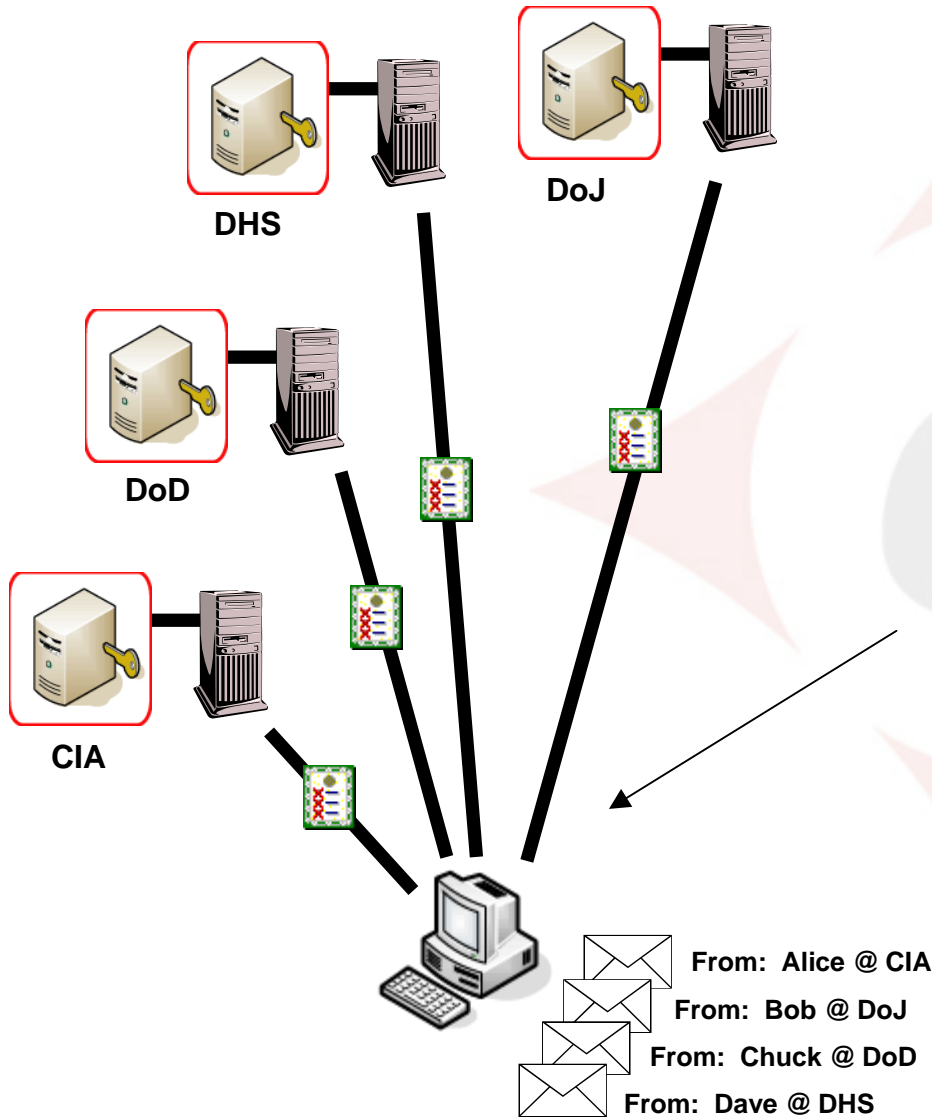 DoJ
DHS
DoD
CIA
From: Alice @ CIA
From: Bob @ DoJ
From: Chuck @ DoD
From: Dave @ DHS